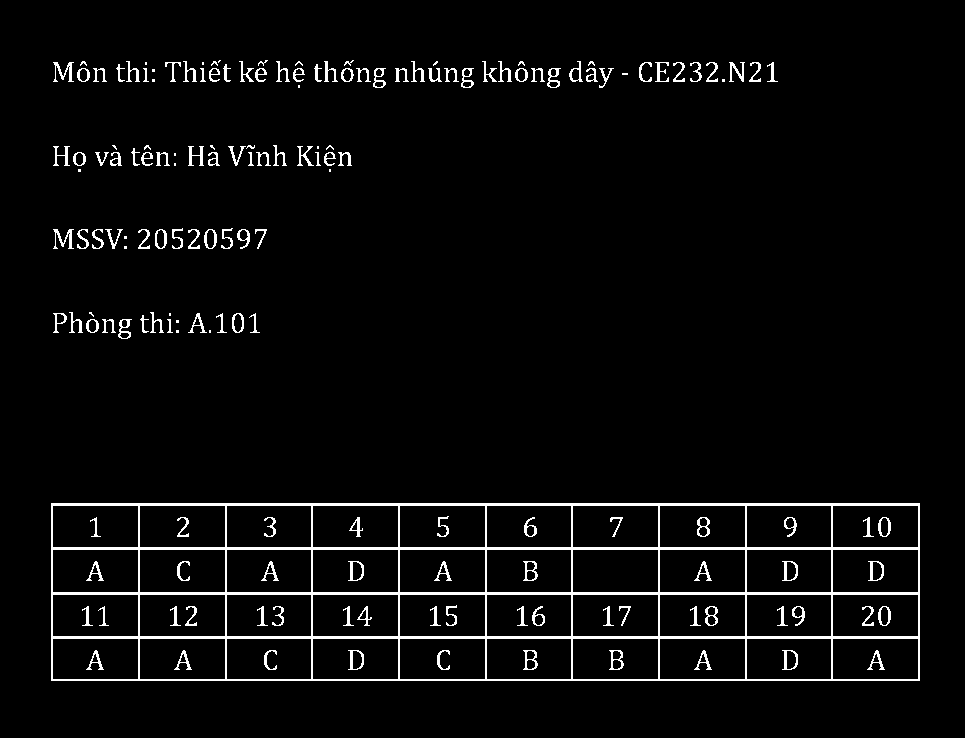 Môn thi: Thiết kế hệ thống nhúng không dây - CE232.N21
Họ và tên: Hà Vĩnh Kiện
MSSV: 20520597
Phòng thi: A.101
1 2 3 4 5 6 7 8 9 10
A C A D A B A D D
11 12 13 14 15 16 17 18 19 20
A A C D C B B A D A